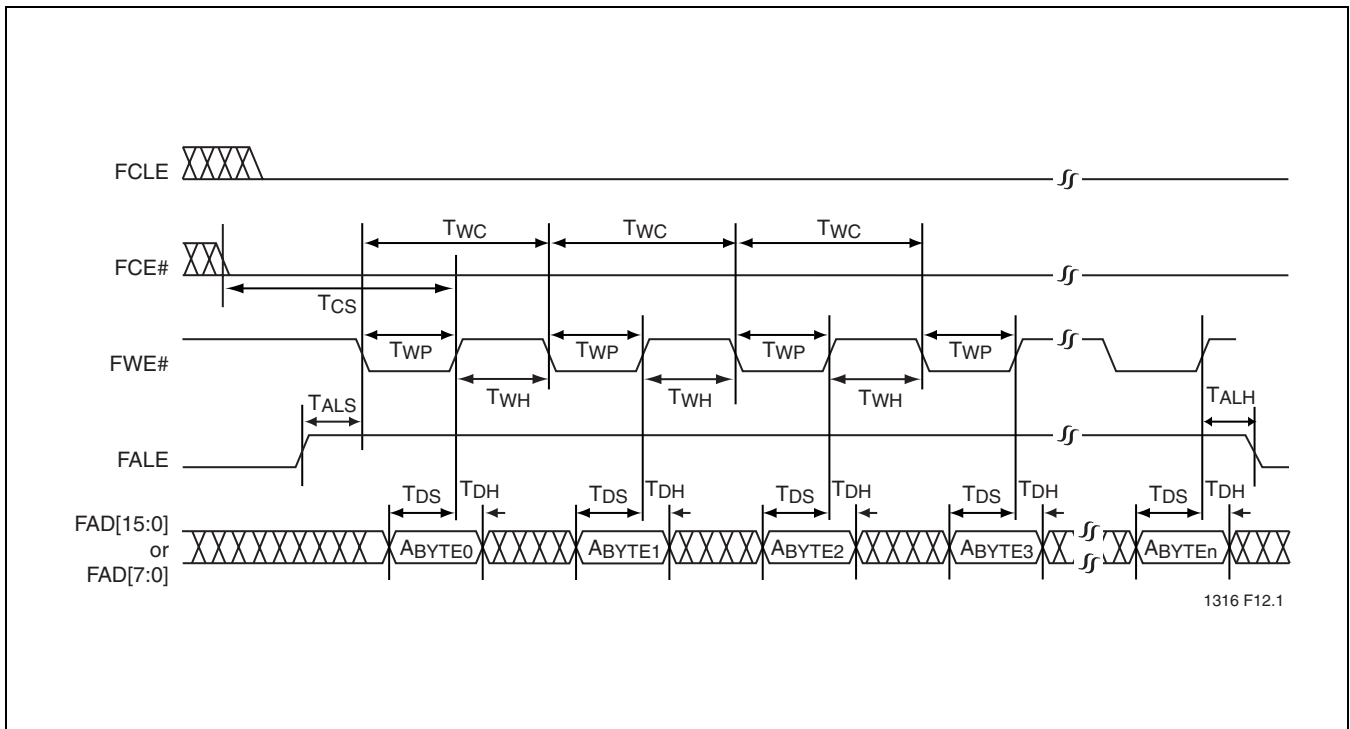 FCLE
TWC TWC TWC
FCE#
TCS
TWP TWP TWP TWP
FWE#
TWH TWH TWH
TALS TALH
FALE
TDS TDH TDS TDH TDS TDH TDS TDH TDS TDH
FAD[15:0]
or
FAD[7:0]
ABYTE0 ABYTE1 ABYTE2 ABYTE3 ABYTEn
1316 F12.1